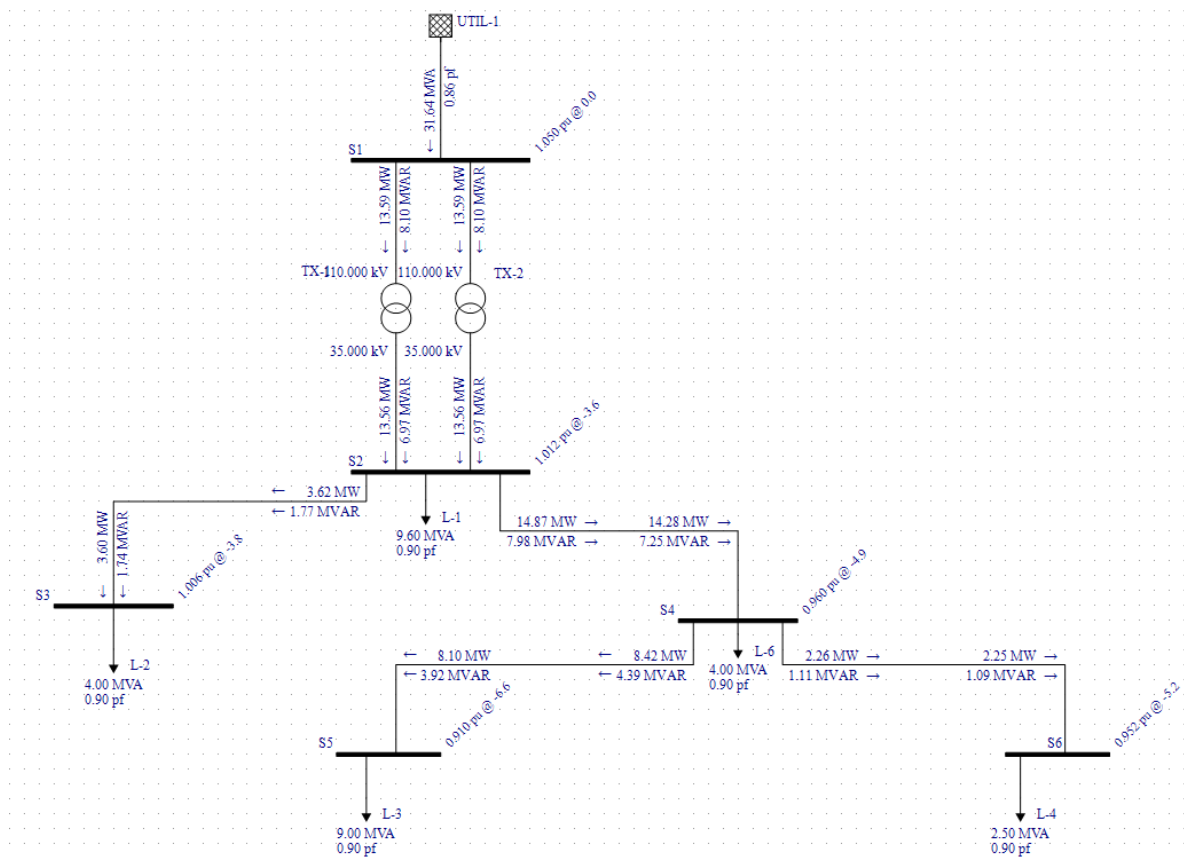 UTIL-1
31.64 MVA
0.86 pf
S1
1.050 pu @ 0.0
13.59 MW
8.10 MVAR
13.59 MW
8.10 MVAR
TX-1
110.000 kV
110.000 kV
TX-2
35.000 kV
35.000 kV
13.56 MW
6.97 MVAR
13.56 MW
6.97 MVAR
S2
1.012 pu @ -3.6
← 3.62 MW
← 1.77 MVAR
L-1
9.60 MVA
0.90 pf
14.87 MW →
7.98 MVAR →
14.28 MW →
7.25 MVAR →
3.60 MW
1.74 MVAR
S3
1.006 pu @ -3.8
L-2
4.00 MVA
0.90 pf
S4
0.960 pu @ -4.9
← 8.10 MW
← 3.92 MVAR
← 8.42 MW
← 4.39 MVAR
L-6
4.00 MVA
0.90 pf
2.26 MW →
1.11 MVAR →
2.25 MW →
1.09 MVAR →
S5
0.910 pu @ -6.6
S6
0.952 pu @ -5.2
L-3
9.00 MVA
0.90 pf
L-4
2.50 MVA
0.90 pf